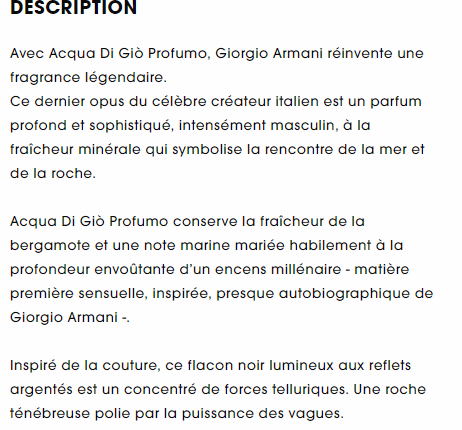 DESCRIPTION
Avec Acqua Di Giò Profumo, Giorgio Armani réinvente une
fragrance légendaire.
Ce dernier opus du célèbre créateur italien est un parfum
profond et sophistiqué, intensément masculin, à la
fraîcheur minérale qui symbolise la rencontre de la mer et
de la roche.
Acqua Di Giò Profumo conserve la fraîcheur de la
bergamote et une note marine mariée habilement à la
profondeur envoûtante d'un encens millénaire - matière
première sensuelle, inspirée, presque autobiographique de
Giorgio Armani -.
Inspiré de la couture, ce flacon noir lumineux aux reflets
argentés est un concentré de forces telluriques. Une roche
ténébreuse polie par la puissance des vagues.